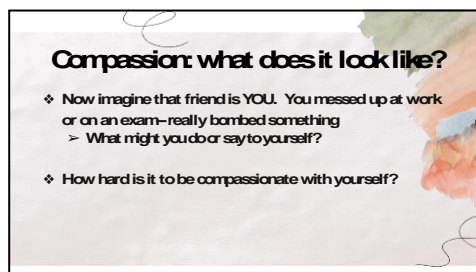 Compassion: what does it look like?
❖ Now imagine that friend is YOU. You messed up at work
or on an exam–really bombed something
➢ What might you do or say to yourself?
❖ How hard is it to be compassionate with yourself?